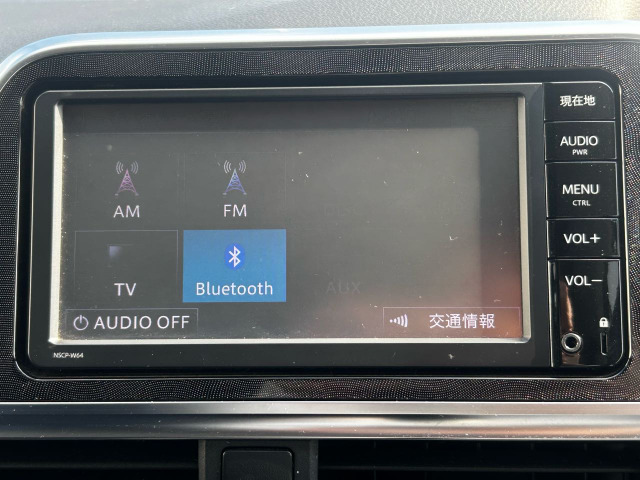 現在地
AUDIO
PWR
MENU
CTRL
VOL+
VOL−
AM
FM
TV
Bluetooth
AUX
AUDIO OFF
交通情報
NSCP-W64